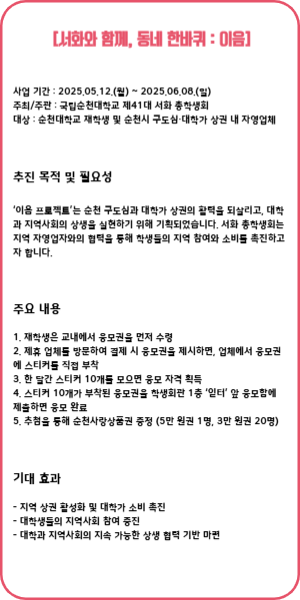 [서화와 함께, 동네 한바퀴 : 이음]
사업 기간 : 2025.05.12.(월) ~ 2025.06.08.(일)
주최/주관 : 국립순천대학교 제41대 서화 총학생회
대상 : 순천대학교 재학생 및 순천시 구도심·대학가 상권 내 자영업체
추진 목적 및 필요성
'이음 프로젝트'는 순천 구도심과 대학가 상권의 활력을 되살리고, 대학
과 지역사회의 상생을 실현하기 위해 기획되었습니다. 서화 총학생회는
지역 자영업자와의 협력을 통해 학생들의 지역 참여와 소비를 촉진하고
자 합니다.
주요 내용
1. 재학생은 교내에서 응모권을 먼저 수령
2. 제휴 업체를 방문하여 결제 시 응모권을 제시하면, 업체에서 응모권
에 스티커를 직접 부착
3. 한 달간 스티커 10개를 모으면 응모 자격 획득
4. 스티커 10개가 부착된 응모권을 학생회관 1층 '쉼터' 앞 응모함에
제출하면 응모 완료
5. 추첨을 통해 순천사랑상품권 증정 (5만 원권 1명, 3만 원권 20명)
기대 효과
- 지역 상권 활성화 및 대학가 소비 촉진
- 대학생들의 지역사회 참여 증진
- 대학과 지역사회의 지속 가능한 상생 협력 기반 마련